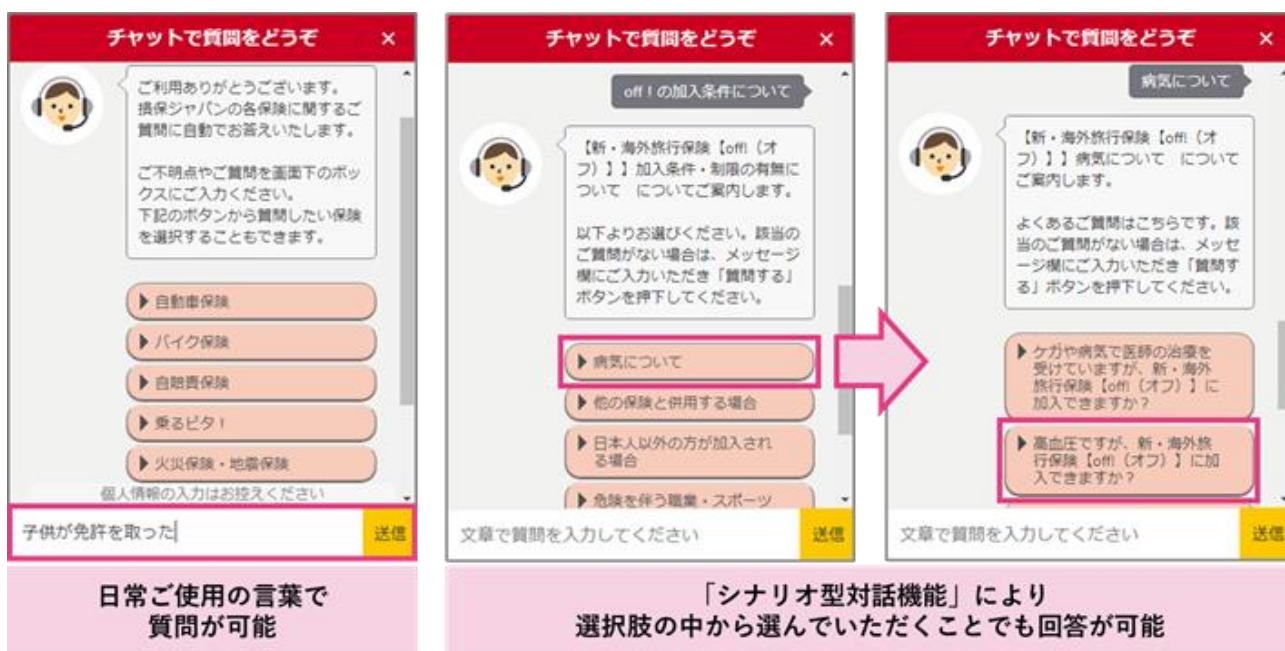 チャットで質問をどうぞ ×
ご利用ありがとうございます。
損保ジャパンの各保険に関するご
質問に自動でお答えいたします。
ご不明点やご質問を画面下のボッ
クスにご入力ください。
下記のボタンから質問したい保険
を選択することもできます。
自動車保険
バイク保険
自賠責保険
乗るピタ！
火災保険・地震保険
個人情報の入力はお控えください
子供が免許を取った
送信
日常ご使用の言葉で
質問が可能
チャットで質問をどうぞ ×
off！の加入条件について
【新・海外旅行保険【off!（オ
フ）】】加入条件・制限の有無に
ついて についてご案内します。
以下よりお選びください。該当の
ご質問がない場合は、メッセージ
欄にご入力いただき「質問する」
ボタンを押下してください。
病気について
他の保険と併用する場合
日本人以外の方が加入され
る場合
危険を伴う職業・スポーツ
文章で質問を入力してください
送信
チャットで質問をどうぞ ×
病気について
【新・海外旅行保険【off!（オ
フ）】】病気について について
ご案内します。
よくあるご質問はこちらです。該
当のご質問がない場合は、メッセ
ージ欄にご入力いただき「質問す
る」ボタンを押下してください。
ケガや病気で医師の治療を
受けていますが、新・海外
旅行保険【off!（オフ）】に
加入できますか？
高血圧ですが、新・海外旅
行保険【off!（オフ）】に加
入できますか？
文章で質問を入力してください
送信
「シナリオ型対話機能」により
選択肢の中から選んでいただくことでも回答が可能